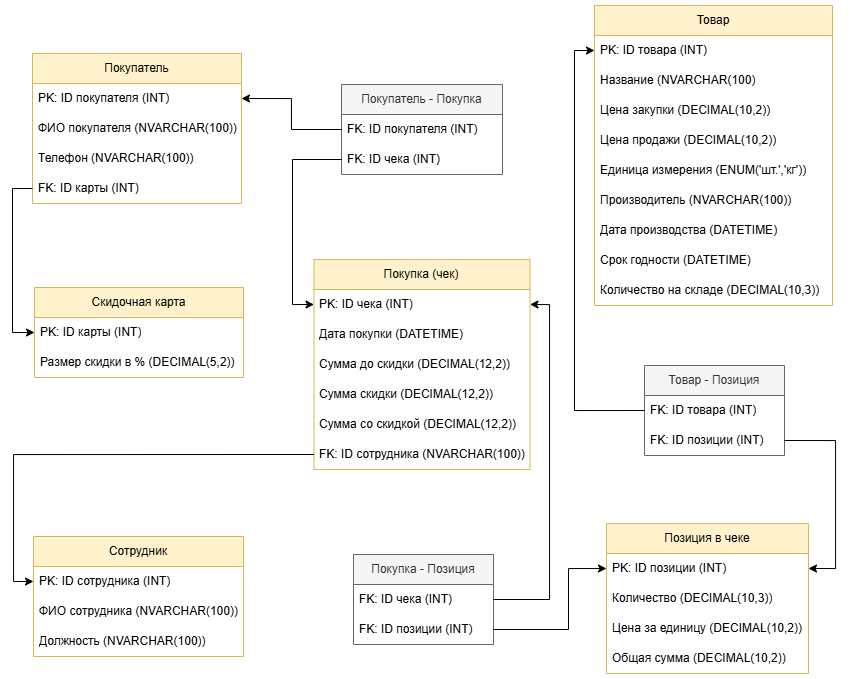 Покупатель
PK: ID покупателя (INT)
ФИО покупателя (NVARCHAR(100))
Телефон (NVARCHAR(100))
FK: ID карты (INT)
Покупатель - Покупка
FK: ID покупателя (INT)
FK: ID чека (INT)
Товар
PK: ID товара (INT)
Название (NVARCHAR(100)
Цена закупки (DECIMAL(10,2))
Цена продажи (DECIMAL(10,2))
Единица измерения (ENUM('шт.','кг'))
Производитель (NVARCHAR(100))
Дата производства (DATETIME)
Срок годности (DATETIME)
Количество на складе (DECIMAL(10,3))
Скидочная карта
PK: ID карты (INT)
Размер скидки в % (DECIMAL(5,2))
Покупка (чек)
PK: ID чека (INT)
Дата покупки (DATETIME)
Сумма до скидки (DECIMAL(12,2))
Сумма скидки (DECIMAL(12,2))
Сумма со скидкой (DECIMAL(12,2))
FK: ID сотрудника (NVARCHAR(100))
Товар - Позиция
FK: ID товара (INT)
FK: ID позиции (INT)
Сотрудник
PK: ID сотрудника (INT)
ФИО сотрудника (NVARCHAR(100))
Должность (NVARCHAR(100))
Покупка - Позиция
FK: ID чека (INT)
FK: ID позиции (INT)
Позиция в чеке
PK: ID позиции (INT)
Количество (DECIMAL(10,3))
Цена за единицу (DECIMAL(10,2))
Общая сумма (DECIMAL(10,2))